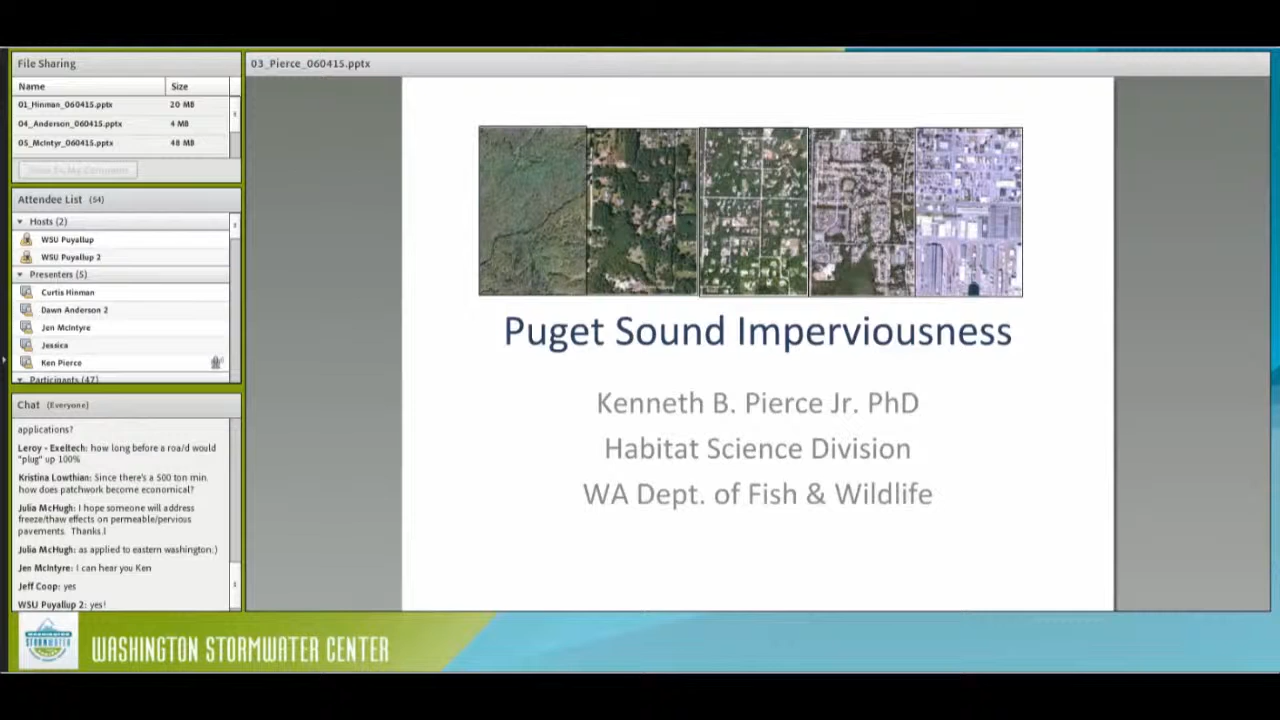 File Sharing
Name Size
01_Hinman_060415.pptx 20 MB
04_Anderson_060415.pptx 4 MB
05_McIntyr_060415.pptx 48 MB
Attendee List (54)
Hosts (2)
WSU Puyallup
WSU Puyallup 2
Presenters (5)
Curtis Hinman
Dawn Anderson 2
Jen McIntyre
Jessica
Ken Pierce
Participants (47)
Chat (Everyone)
applications?
Leroy - Exeltech: how long before a roa/d would
"plug" up 100%
Kristina Lowthian: Since there's a 500 ton min.
how does patchwork become economical?
Julia McHugh: I hope someone will address
freeze/thaw effects on permeable/pervious
pavements. Thanks.!
Julia McHugh: as applied to eastern washington:)
Jen McIntyre: I can hear you Ken
Jeff Coop: yes
WSU Puyallup 2: yes!
03_Pierce_060415.pptx
Puget Sound Imperviousness
Kenneth B. Pierce Jr. PhD
Habitat Science Division
WA Dept. of Fish & Wildlife
WASHINGTON STORMWATER CENTER